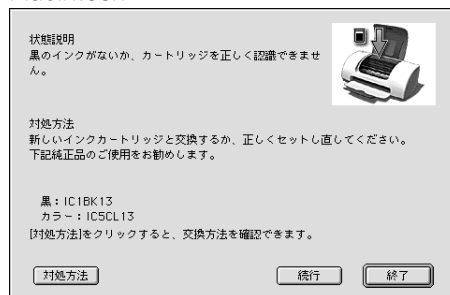 状態説明
黒のインクがないか、カートリッジを正しく認識できませ
ん。
対処方法
新しいインクカートリッジと交換するか、正しくセットし直してください。
下記純正品のご使用をお勧めします。
黒：IC1BK13
カラー：IC5CL13
[対処方法]をクリックすると、交換方法を確認できます。
対処方法 続行 終了